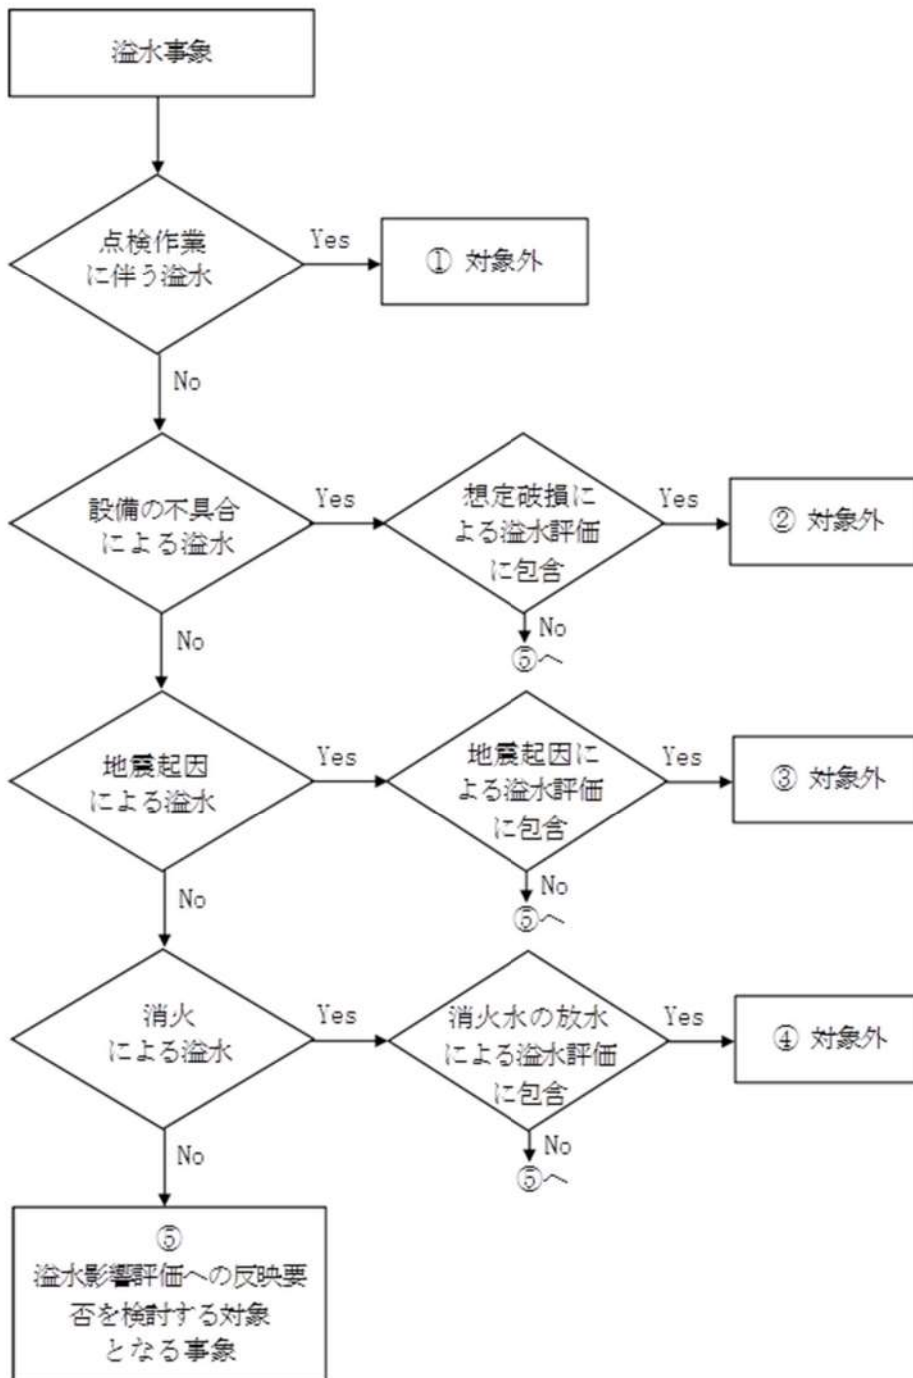 溢水事象
点検作業
に伴う溢水
Yes
① 対象外
No
設備の不具合
による溢水
Yes
想定破損に
よる溢水評価
に包含
Yes
② 対象外
No
⑤へ
No
地震起因
による溢水
Yes
地震起因に
よる溢水評価
に包含
Yes
③ 対象外
No
⑤へ
No
消火
による溢水
Yes
消火水の放水
による溢水評価
に包含
Yes
④ 対象外
No
⑤へ
No
⑤
溢水影響評価への反映要
否を検討する対象
となる事象